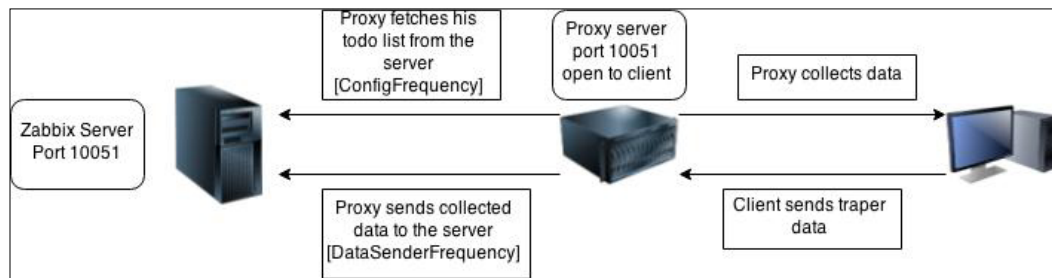 Proxy fetches his
todo list from the
server
[ConfigFrequency]
Proxy server
port 10051
open to client
Proxy collects data
Zabbix Server
Port 10051
Proxy sends collected
data to the server
[DataSenderFrequency]
Client sends traper
data